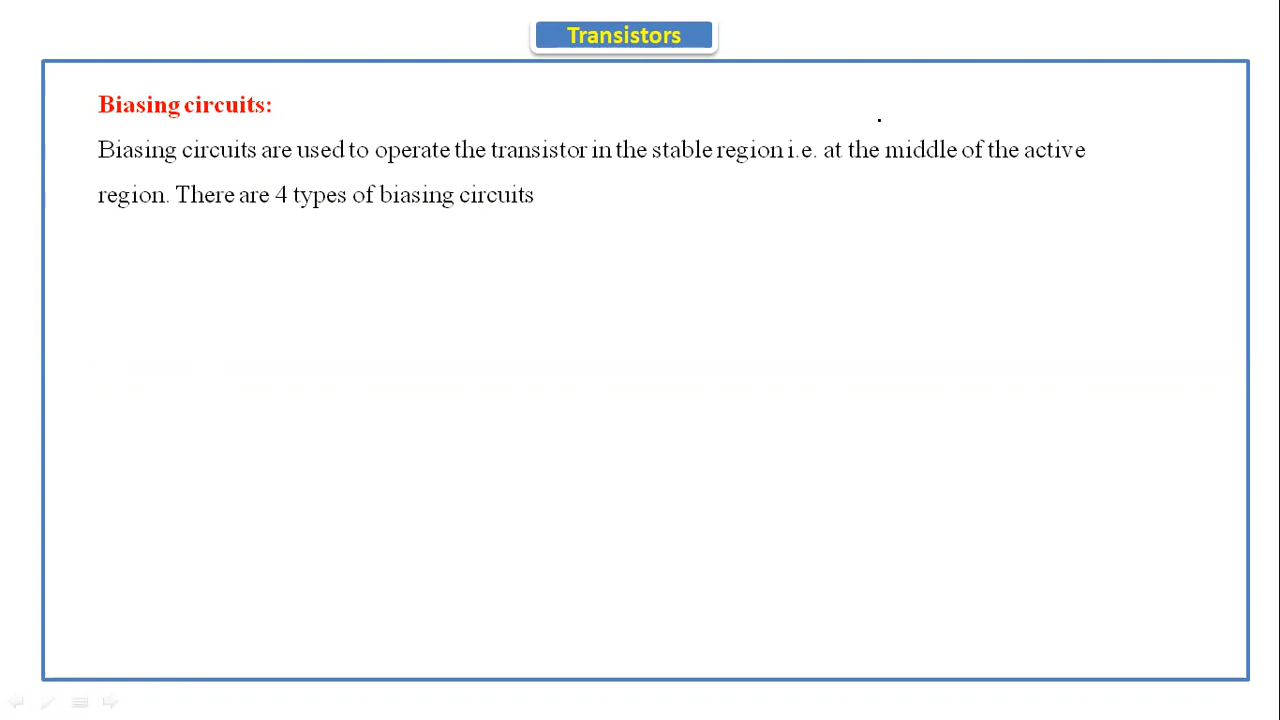 Transistors
Biasing circuits:
Biasing circuits are used to operate the transistor in the stable region i.e. at the middle of the active
region. There are 4 types of biasing circuits